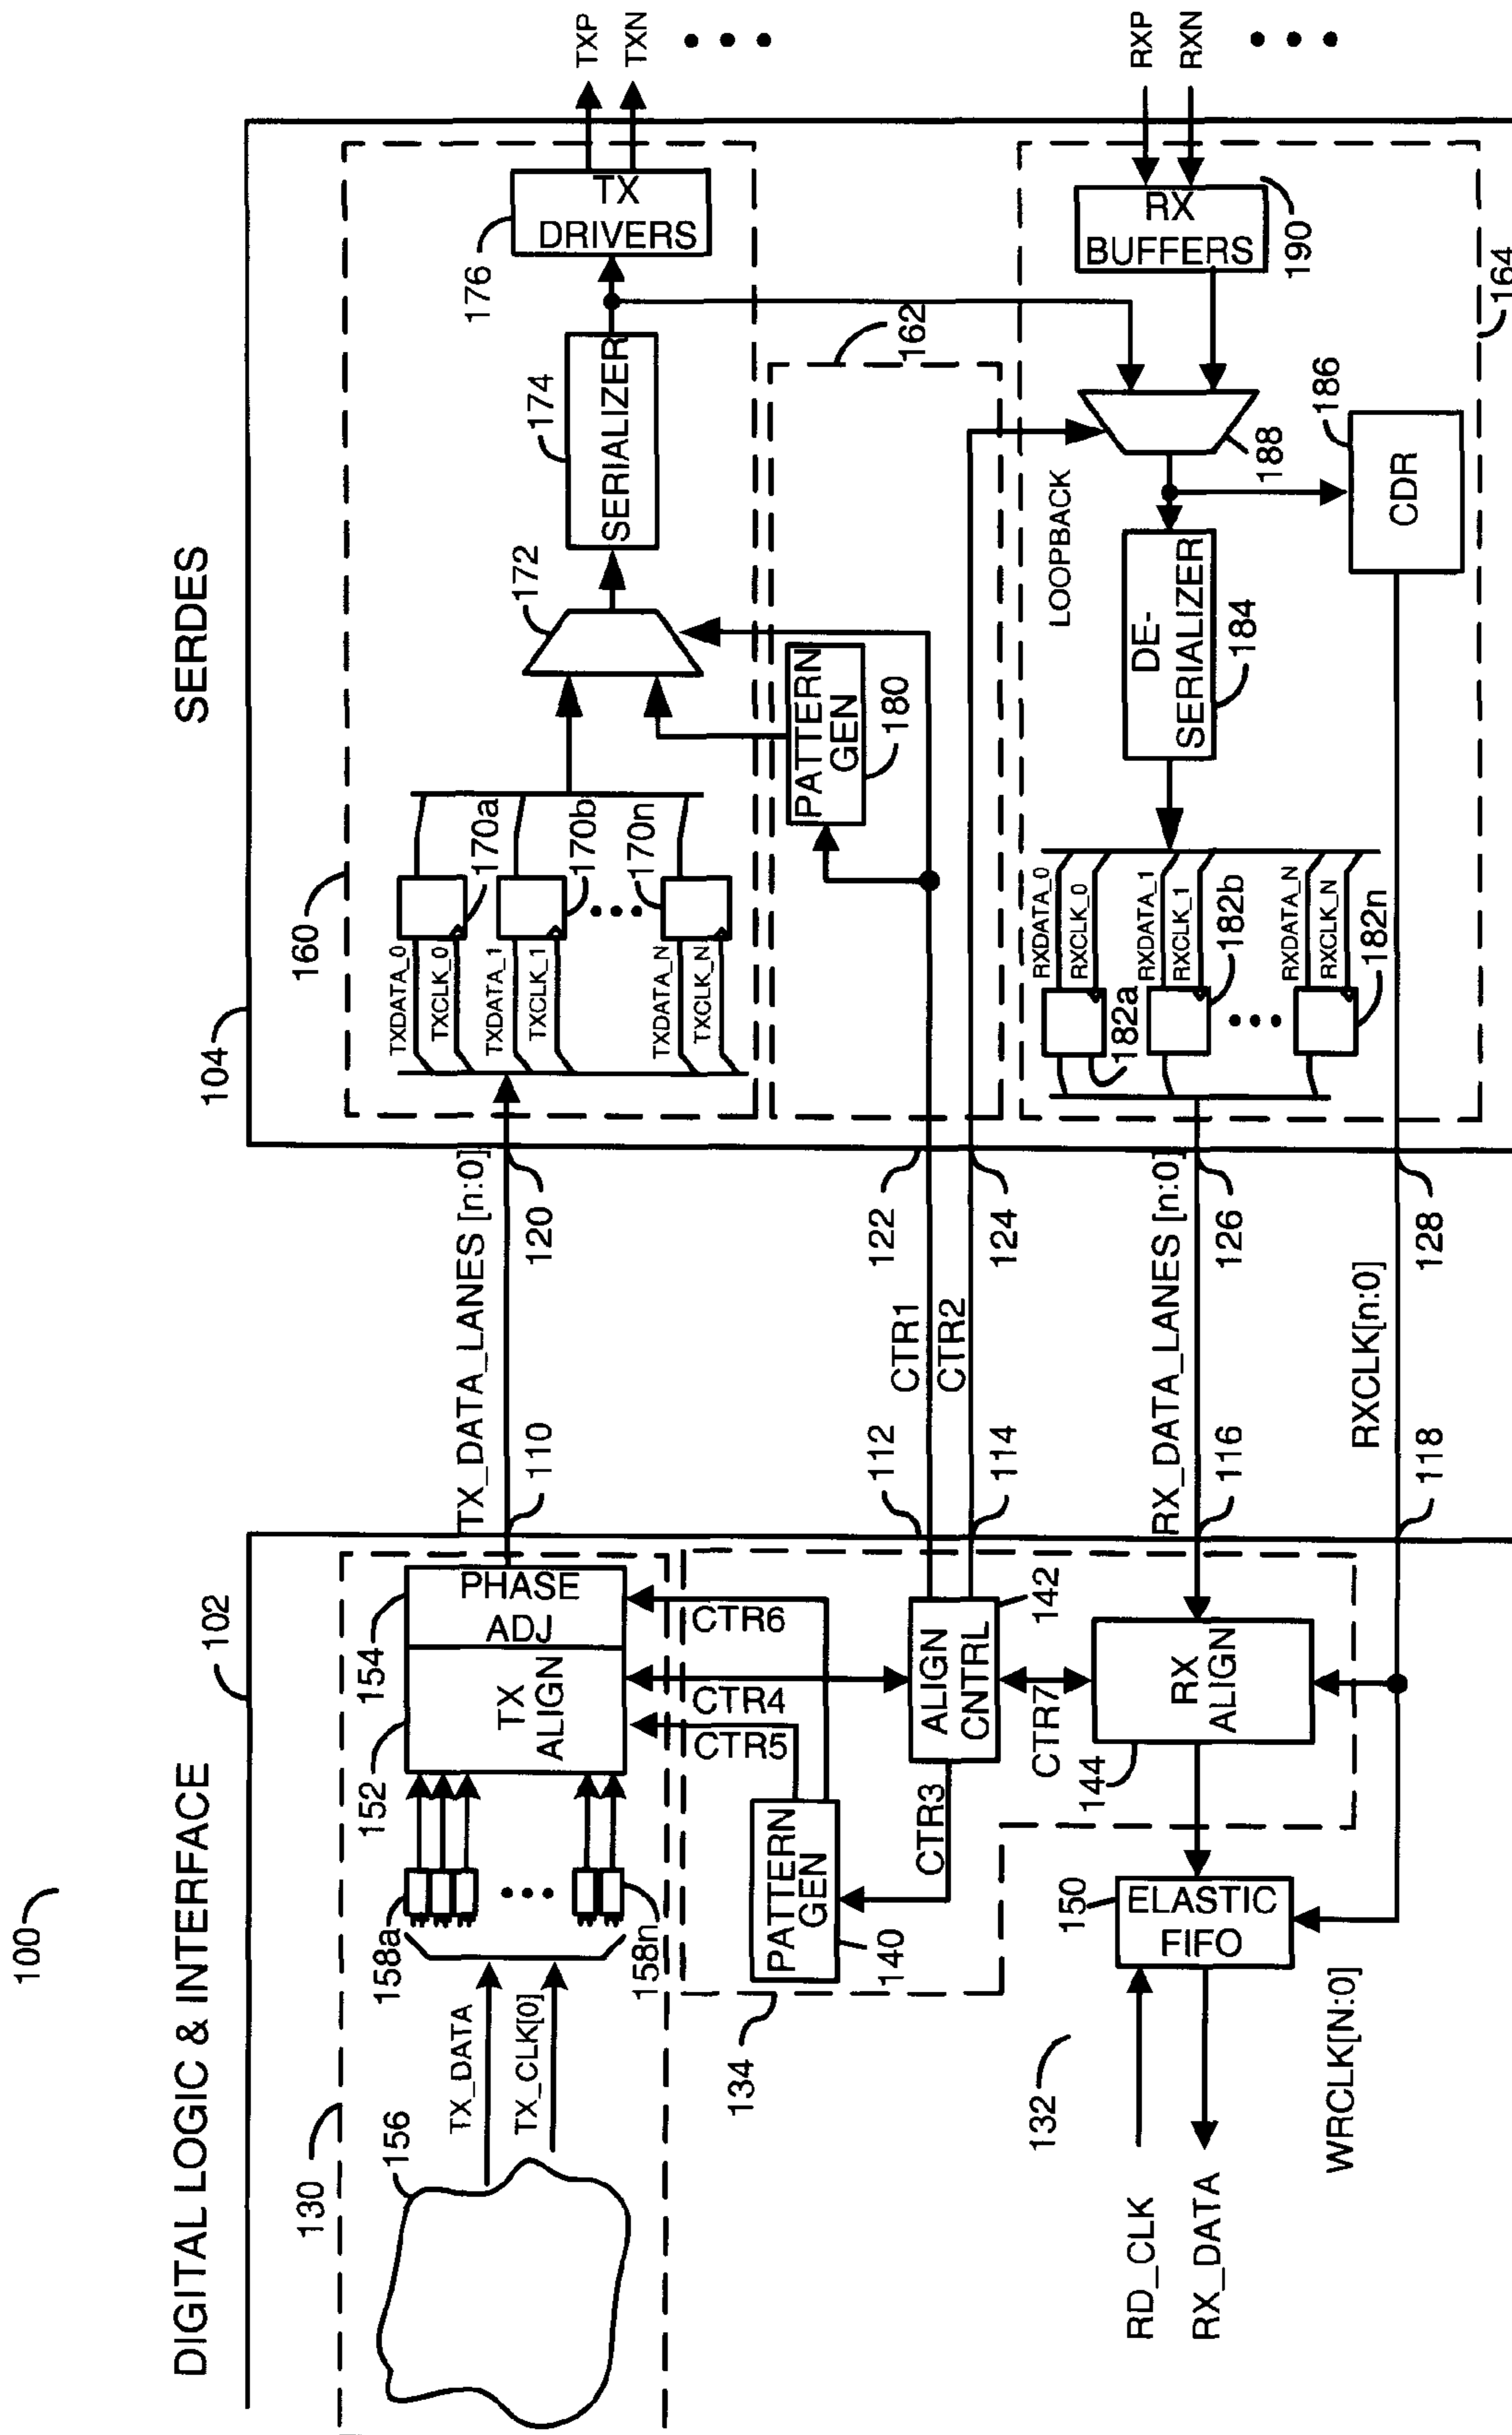 100
DIGITAL LOGIC & INTERFACE
SERDES
102
104
130
156
TX_DATA
TX_CLK[0]
158a
158n
152
TX
ALIGN
154
PHASE
ADJ
TX_DATA_LANES [n:0]
110
120
160
TXDATA_0
TXCLK_0
TXDATA_1
TXCLK_1
TXDATA_N
TXCLK_N
170a
170b
170n
172
174
SERIALIZER
176
TX
DRIVERS
TXP
TXN
134
PATTERN
GEN
140
CTR5
CTR4
CTR6
CTR3
ALIGN
CNTRL
142
CTR7
112
114
CTR1
CTR2
122
124
PATTERN
GEN
180
162
132
RD_CLK
RX_DATA
WRCLK[N:0]
150
ELASTIC
FIFO
144
RX
ALIGN
RX_DATA_LANES [n:0]
116
126
RXCLK[n:0]
118
128
RXDATA_0
RXCLK_0
RXDATA_1
RXCLK_1
RXDATA_N
RXCLK_N
182a
182b
182n
DE-
SERIALIZER
184
LOOPBACK
188
186
CDR
RX
BUFFERS
190
164
RXP
RXN